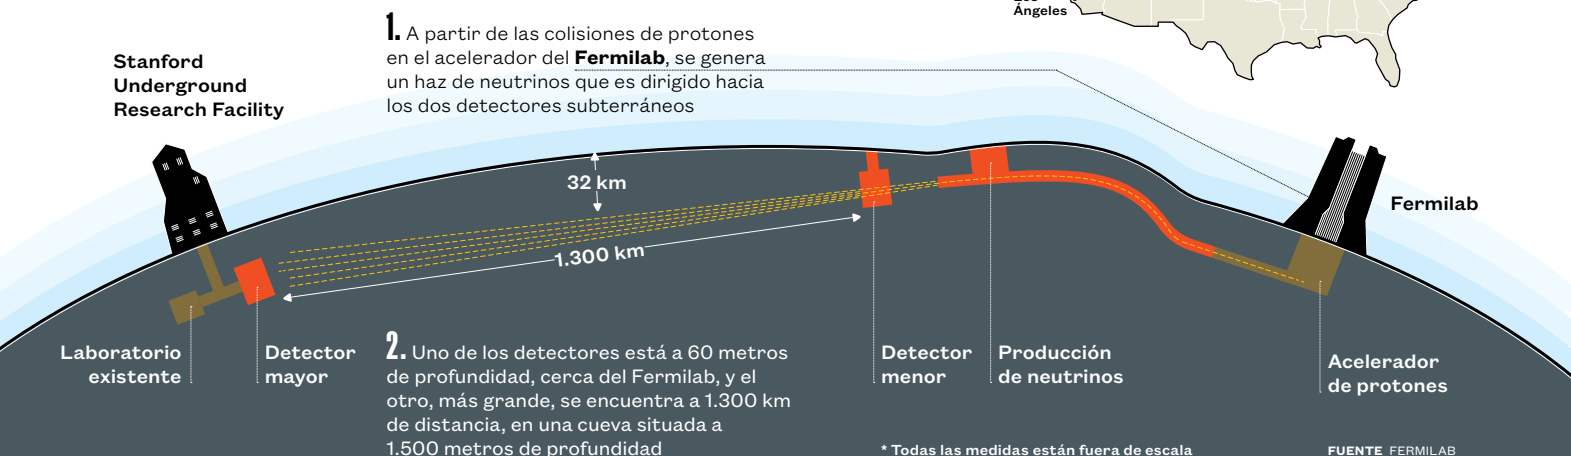 Ángeles
1. A partir de las colisiones de protones
en el acelerador del Fermilab, se genera
un haz de neutrinos que es dirigido hacia
los dos detectores subterráneos
Stanford
Underground
Research Facility
32 km
1.300 km
Fermilab
Laboratorio
existente
Detector
mayor
2. Uno de los detectores está a 60 metros
de profundidad, cerca del Fermilab, y el
otro, más grande, se encuentra a 1.300 km
de distancia, en una cueva situada a
1.500 metros de profundidad
Detector
menor
Producción
de neutrinos
Acelerador
de protones
* Todas las medidas están fuera de escala
FUENTE FERMILAB